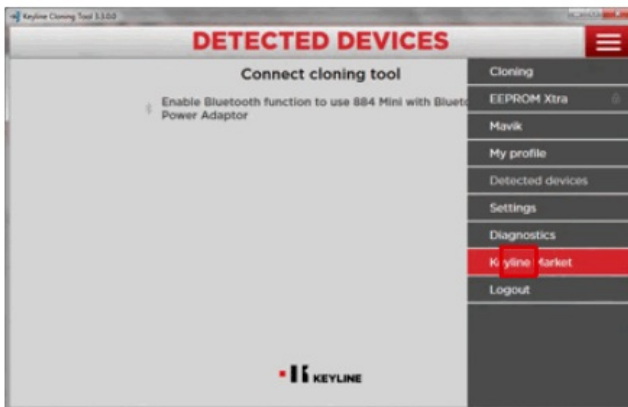 Keyline Cloning Tool 3.3.0.0
DETECTED DEVICES
Connect cloning tool
Enable Bluetooth function to use 884 Mini with Blueto
Power Adaptor
KEYLINE
Cloning
EEPROM Xtra
Mavik
My profile
Detected devices
Settings
Diagnostics
Keyline Market
Logout